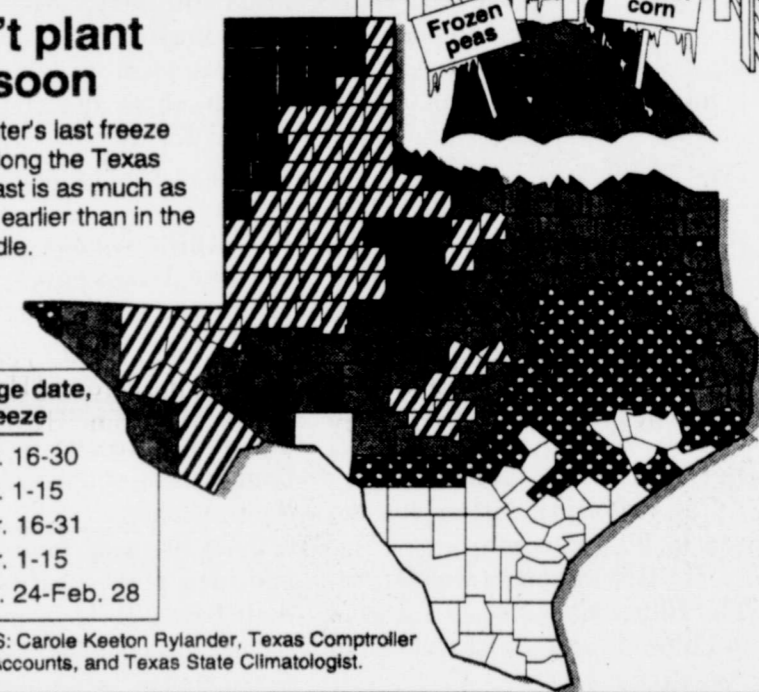 't plant
soon
ter's last freeze
ong the Texas
ast is as much as
earlier than in the
dle.
Frozen
peas
corn
ge date,
eeze
. 16-30
. 1-15
r. 16-31
r. 1-15
. 24-Feb. 28
S: Carole Keeton Rylander, Texas Comptroller
ccounts, and Texas State Climatologist.